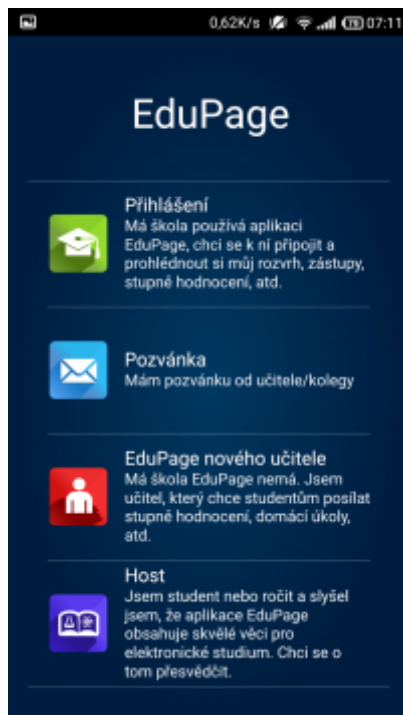 0,62K/s 79 07:11
EduPage
Přihlášení
Má škola používá aplikaci
EduPage, chci se k ní připojit a
prohlédnout si můj rozvrh, zástupy,
stupně hodnocení, atd.
Pozvánka
Mám pozvánku od učitele/kolegy
EduPage nového učitele
Má škola EduPage nemá. Jsem
učitel, který chce studentům posílat
stupně hodnocení, domácí úkoly,
atd.
Host
Jsem student nebo ročit a slyšel
jsem, že aplikace EduPage
obsahuje skvělé věci pro
elektronické studium. Chci se o
tom přesvědčit.